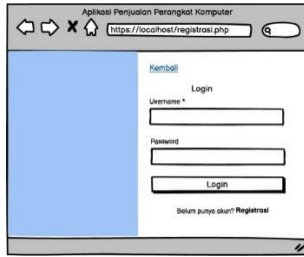 Aplikasi Penjualan Perangkat Komputer
https://localhost/registrasi.php
Kembali
Login
Username *
Password
Login
Belum punya akun? Registrasi